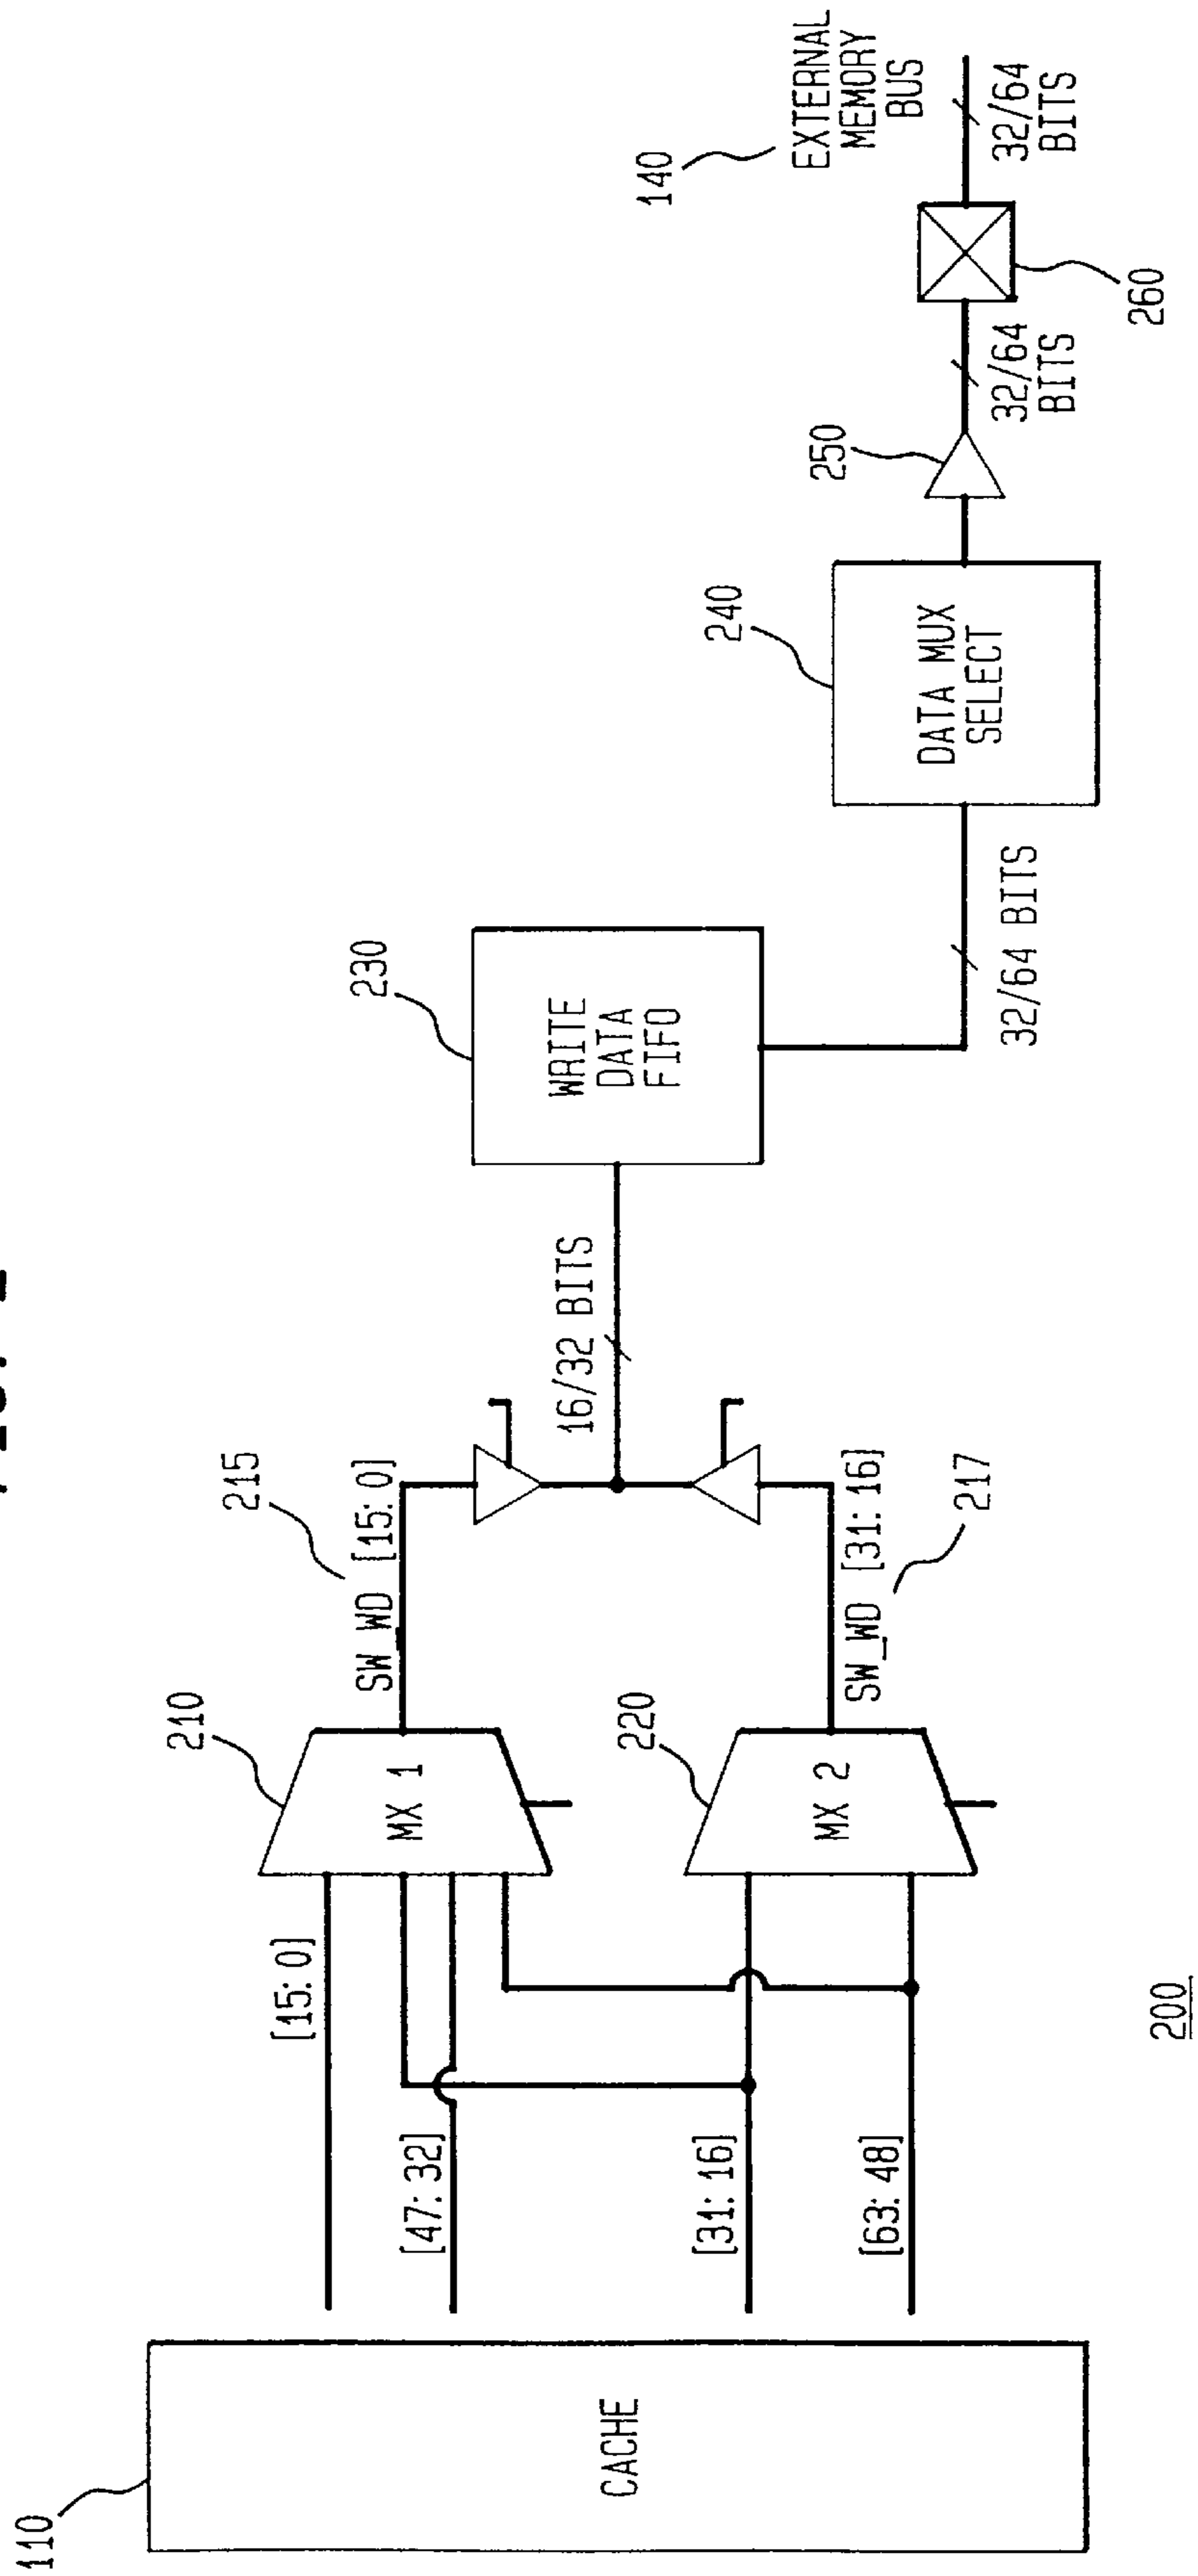 110
CACHE
[15: 0]
[47: 32]
[31: 16]
[63: 48]
200
210
MX 1
220
MX 2
215
SW_WD [15: 0]
SW_WD [31: 16]
217
16/32 BITS
230
WRITE
DATA
FIFO
32/64 BITS
240
DATA MUX
SELECT
250
32/64
BITS
260
140
EXTERNAL
MEMORY
BUS
32/64
BITS